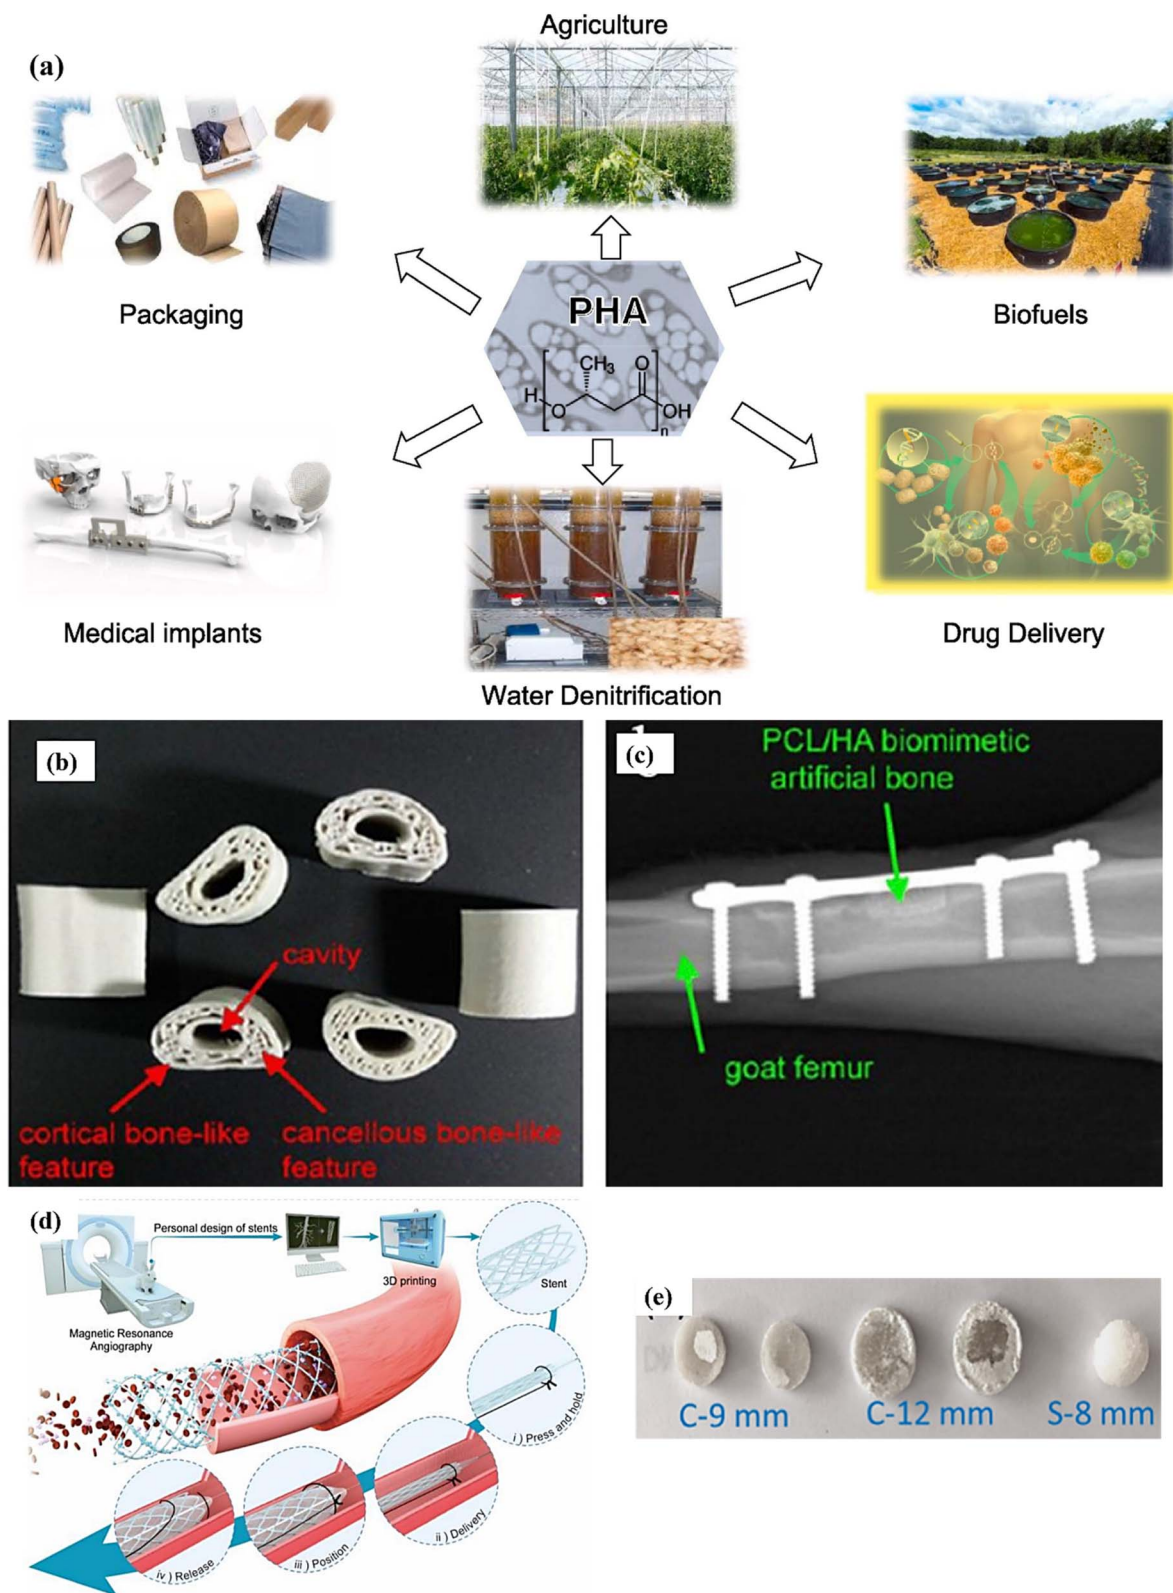 (a)
Agriculture
Packaging
PHA
CH₃
O
H
O
OH
n
Biofuels
Medical implants
Water Denitrification
Drug Delivery
(b)
cavity
cortical bone-like
feature
cancellous bone-like
feature
(c)
PCL/HA biomimetic
artificial bone
goat femur
(d)
Personal design of stents
3D printing
Stent
Magnetic Resonance
Angiography
i ) Press and hold
ii ) Delivery
iii ) Position
iv ) Release
(e)
C-9 mm
C-12 mm
S-8 mm